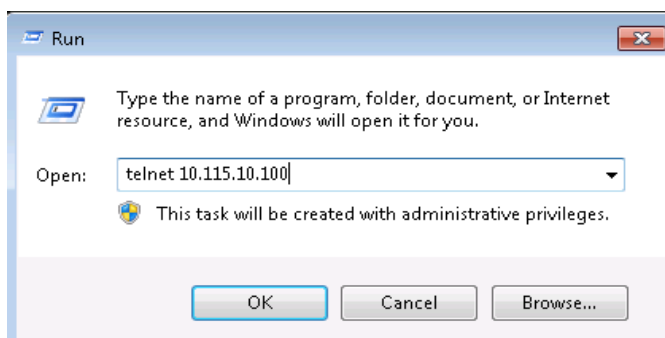 Run
Type the name of a program, folder, document, or Internet
resource, and Windows will open it for you.
Open:
telnet 10.115.10.100
This task will be created with administrative privileges.
OK
Cancel
Browse...